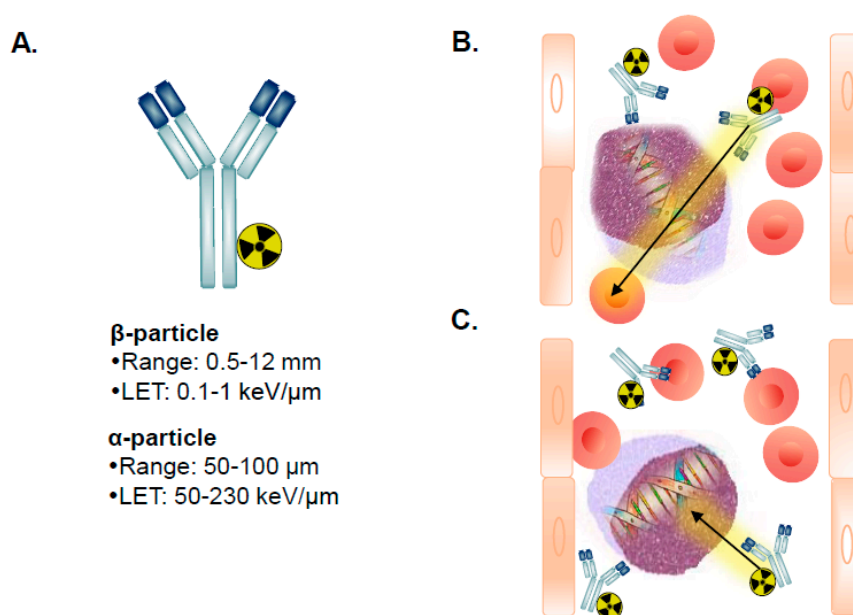 A.
β-particle
•Range: 0.5-12 mm
•LET: 0.1-1 keV/µm
α-particle
•Range: 50-100 µm
•LET: 50-230 keV/µm
B.
C.